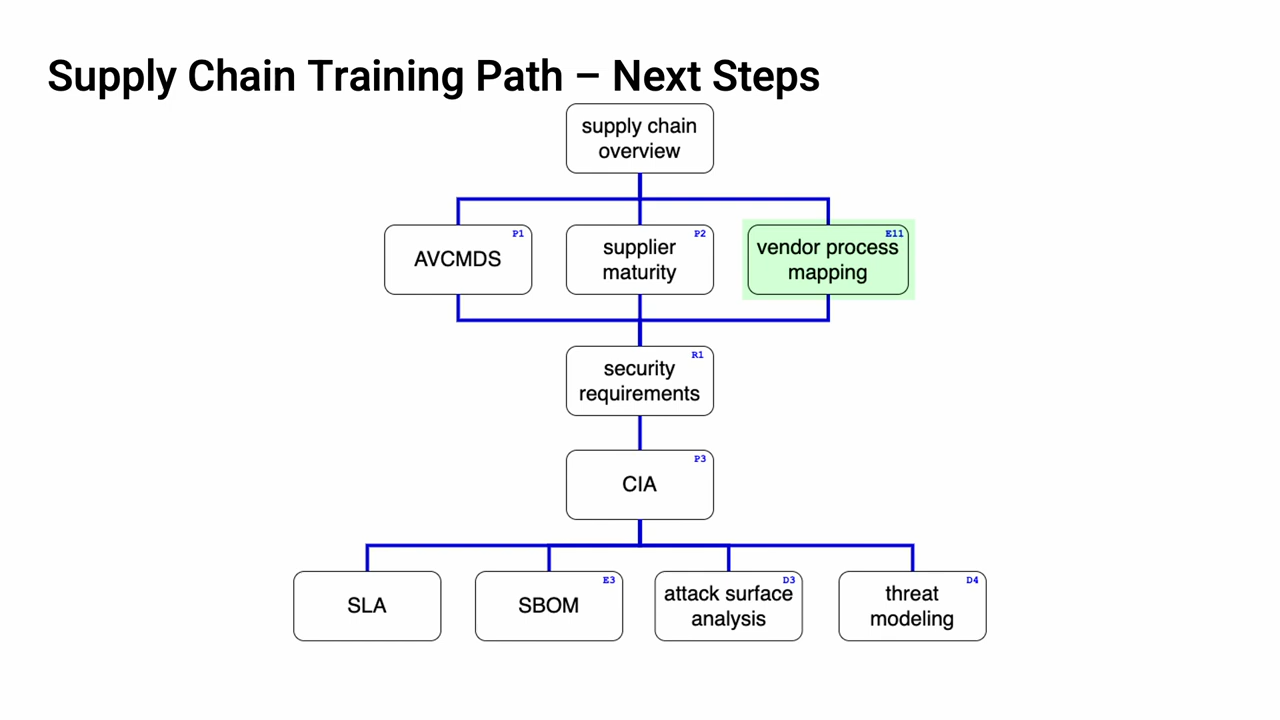 Supply Chain Training Path – Next Steps
supply chain
overview
P1
AVCMDS
P2
supplier
maturity
E11
vendor process
mapping
R1
security
requirements
P3
CIA
SLA
E3
SBOM
D3
attack surface
analysis
D4
threat
modeling